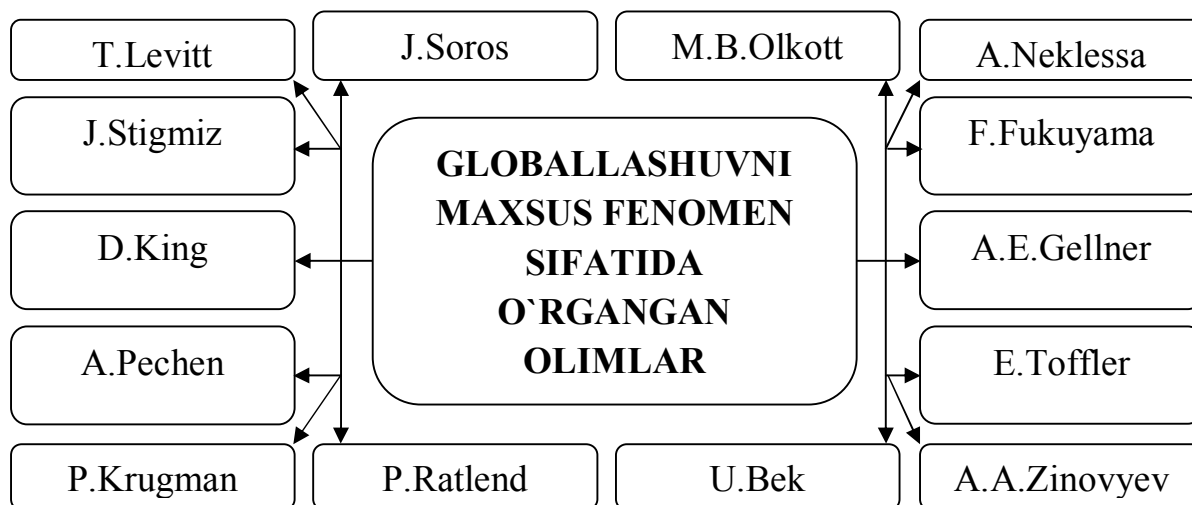 T.Levitt
J.Soros
M.B.Olkott
A.Neklessa
J.Stigmiz
F.Fukuyama
GLOBALLASHUVNI
MAXSUS FENOMEN
SIFATIDA
O`RGANGAN
OLIMLAR
D.King
A.E.Gellner
A.Pechen
E.Toffler
P.Krugman
P.Ratlend
U.Bek
A.A.Zinovyev